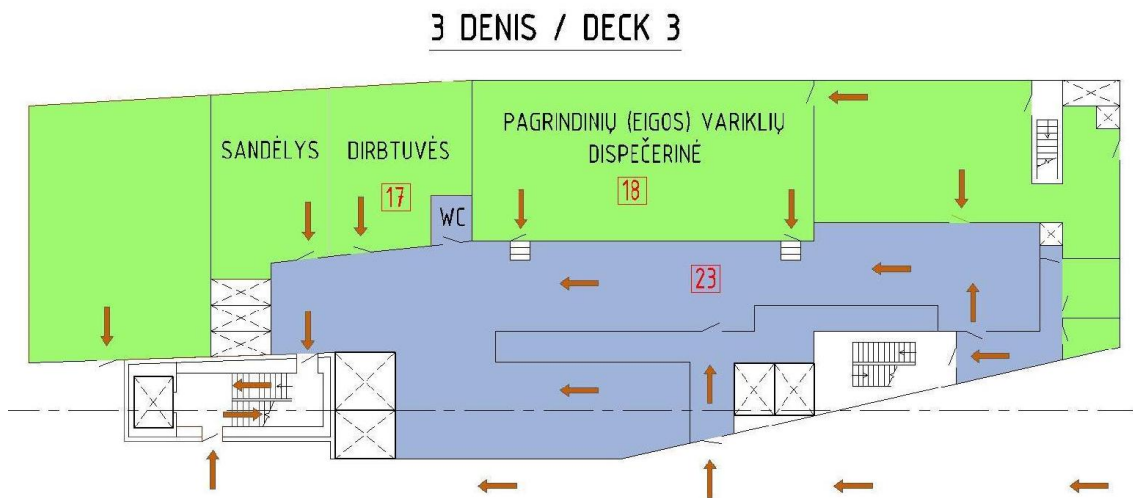 3 DENIS / DECK 3
SANDĖLYS
DIRBTUVĖS
17
WC
PAGRINDINIŲ (EIGOS) VARIKLIŲ
DISPEČERINĖ
18
23